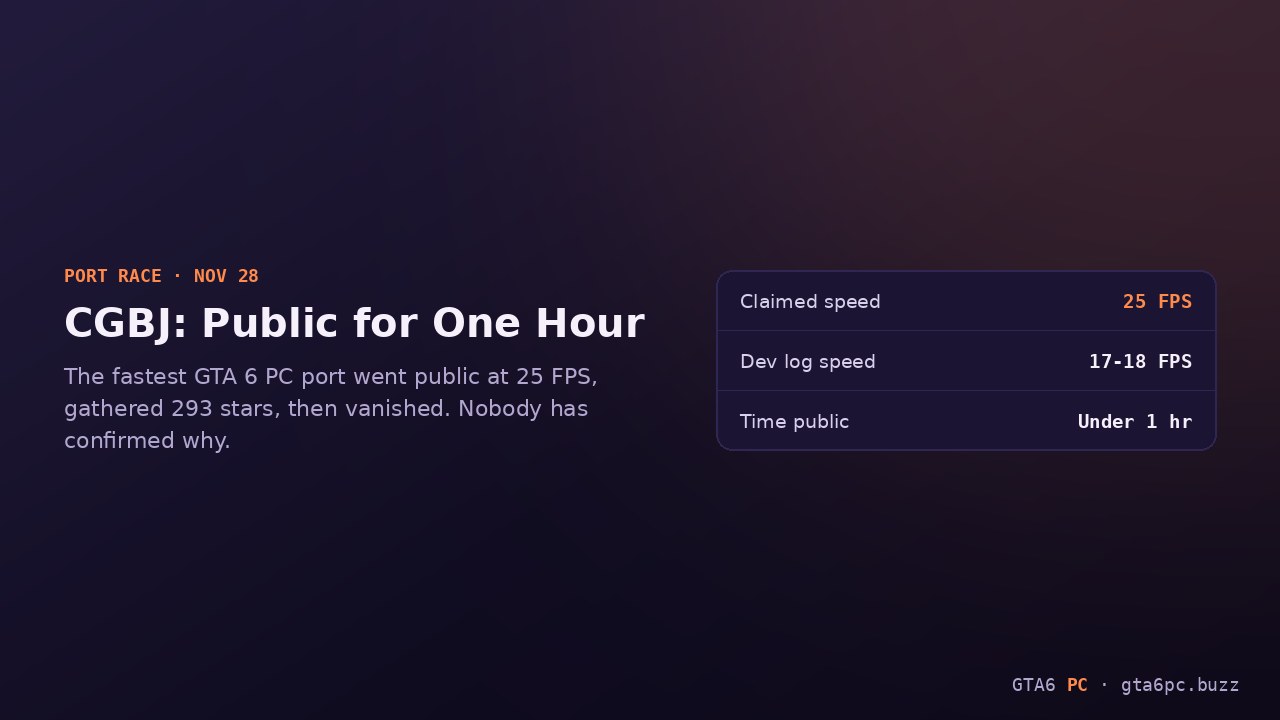 PORT RACE · NOV 28
CGBJ: Public for One Hour
The fastest GTA 6 PC port went public at 25 FPS,
gathered 293 stars, then vanished. Nobody has
confirmed why.
Claimed speed 25 FPS
Dev log speed 17-18 FPS
Time public Under 1 hr
GTA6 PC · gta6pc.buzz